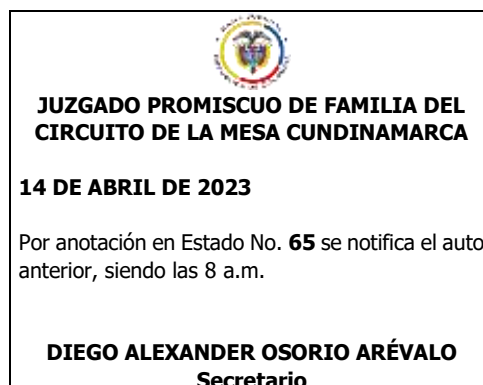 JUZGADO PROMISCUO DE FAMILIA DEL
CIRCUITO DE LA MESA CUNDINAMARCA
14 DE ABRIL DE 2023
Por anotación en Estado No. 65 se notifica el auto
anterior, siendo las 8 a.m.
DIEGO ALEXANDER OSORIO ARÉVALO
Secretario